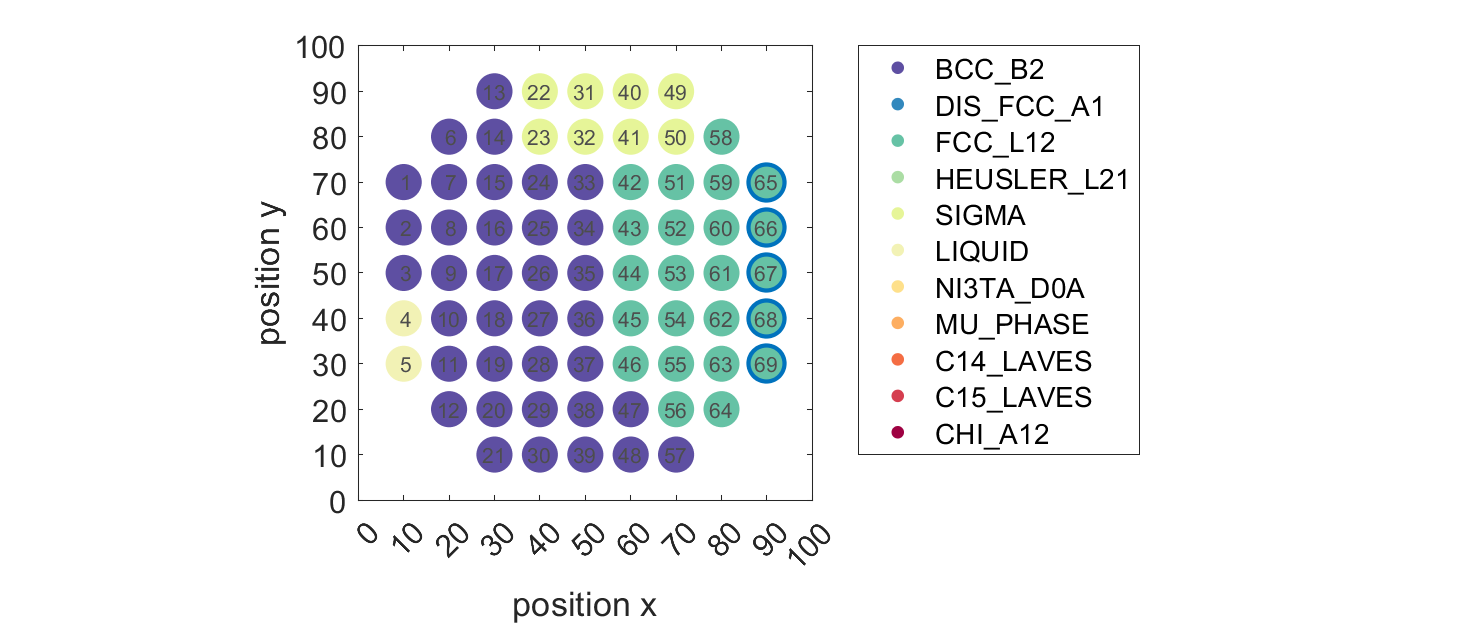 100
90
80
70
60
50
40
30
20
10
0
position y
13 22 31 40 49
6 14 23 32 41 50 58
1 7 15 24 33 42 51 59 65
2 8 16 25 34 43 52 60 66
3 9 17 26 35 44 53 61 67
4 10 18 27 36 45 54 62 68
5 11 19 28 37 46 55 63 69
12 20 29 38 47 56 64
21 30 39 48 57
0 10 20 30 40 50 60 70 80 90 100
position x
BCC_B2
DIS_FCC_A1
FCC_L12
HEUSLER_L21
SIGMA
LIQUID
NI3TA_D0A
MU_PHASE
C14_LAVES
C15_LAVES
CHI_A12